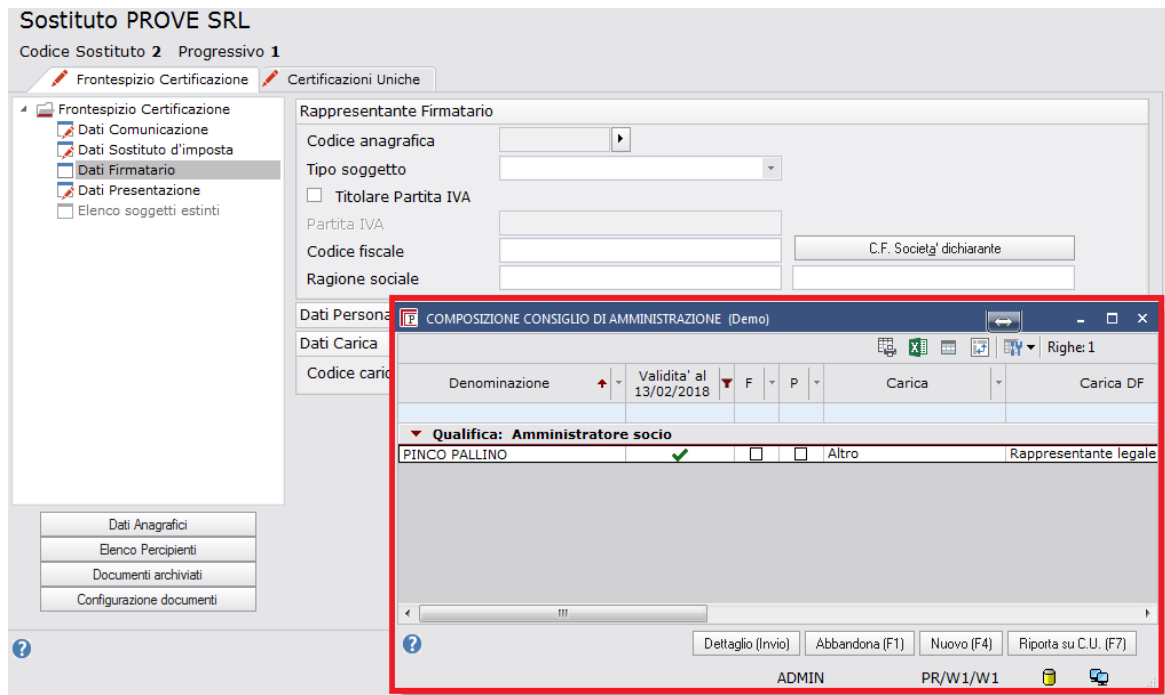 Sostituto PROVE SRL
Codice Sostituto 2 Progressivo 1
Frontespizio Certificazione
Certificazioni Uniche
Frontespizio Certificazione
Dati Comunicazione
Dati Sostituto d'imposta
Dati Firmatario
Dati Presentazione
Elenco soggetti estinti
Dati Anagrafici
Elenco Percipienti
Documenti archiviati
Configurazione documenti
Rappresentante Firmatario
Codice anagrafica
Tipo soggetto
Titolare Partita IVA
Partita IVA
Codice fiscale
C.F. Societa' dichiarante
Ragione sociale
Dati Persona
Dati Carica
Codice caric
COMPOSIZIONE CONSIGLIO DI AMMINISTRAZIONE (Demo)
Righe: 1
Denominazione Validita' al 13/02/2018 F P Carica Carica DF
Qualifica: Amministratore socio
PINCO PALLINO Altro Rappresentante legale
Dettaglio (Invio) Abbandona (F1) Nuovo (F4) Riporta su C.U. (F7)
ADMIN PR/W1/W1